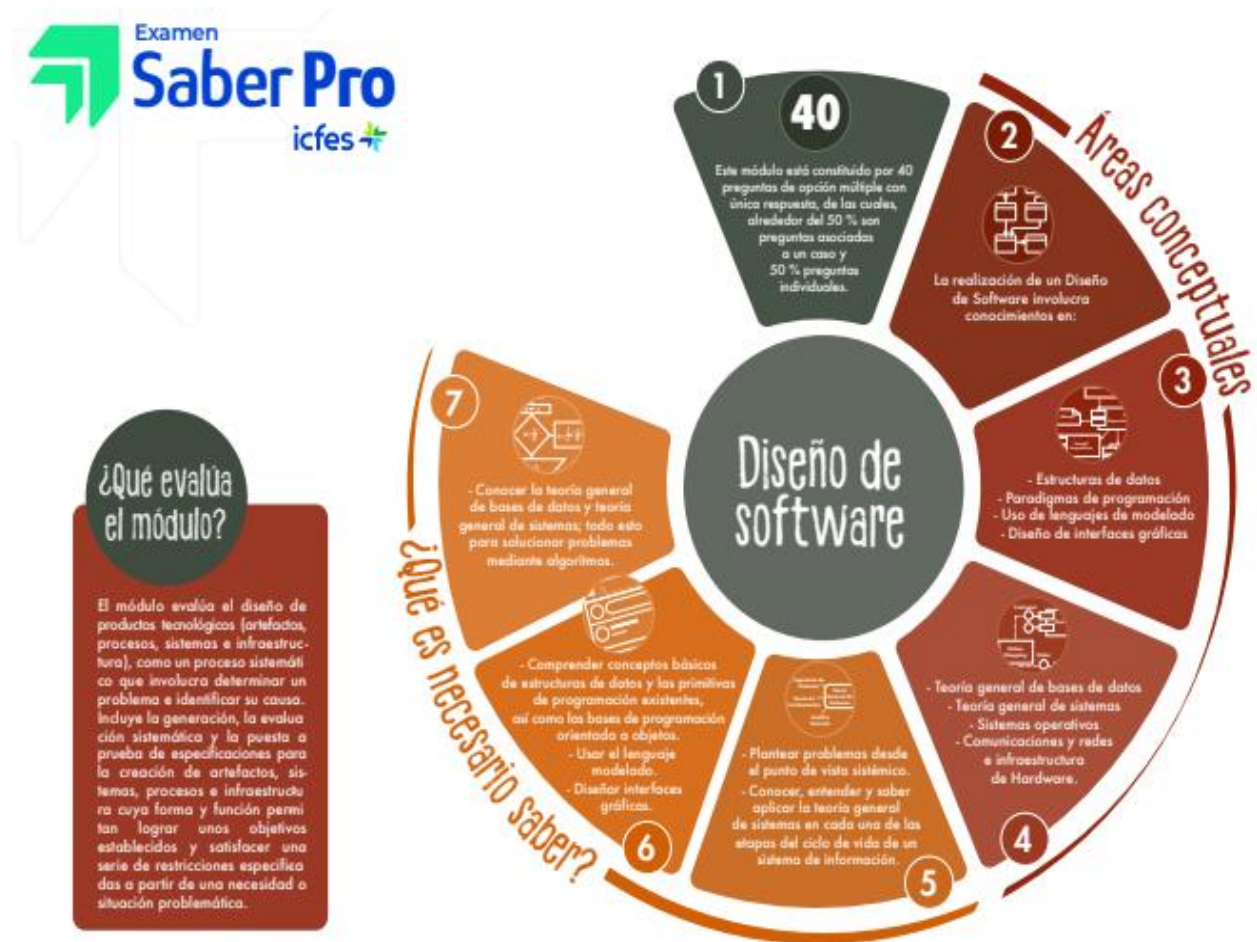 Examen
Saber Pro
icfes
1
40
Este módulo está constituido por 40
preguntas de opción múltiple con
única respuesta, de las cuales,
alrededor del 50 % son
preguntas asociadas
a un caso y
50 % preguntas
individuales.
2
La realización de un Diseño
de Software involucra
conocimientos en:
Áreas conceptuales
3
- Estructuras de datos
- Paradigmas de programación
- Uso de lenguajes de modelado
- Diseño de interfaces gráficas
4
- Teoría general de bases de datos
- Teoría general de sistemas
- Sistemas operativos
- Comunicaciones y redes
e infraestructura
de Hardware.
5
- Plantear problemas desde
el punto de vista sistémico.
- Conocer, entender y saber
aplicar la teoría general
de sistemas en cada una de las
etapas del ciclo de vida de un
sistema de información.
6
- Comprender conceptos básicos
de estructuras de datos y las primitivas
de programación existentes,
así como las bases de programación
orientada a objetos.
- Usar el lenguaje
modelado.
- Diseñar interfaces
gráficas.
7
- Conocer la teoría general
de bases de datos y teoría
general de sistemas; todo esto
para solucionar problemas
mediante algoritmos.
¿Qué es necesario saber?
Diseño de
software
¿Qué evalúa
el módulo?
El módulo evalúa el diseño de
productos tecnológicos (artefactos,
procesos, sistemas e infraestruc-
tura), como un proceso sistemáti
co que involucra determinar un
problema e identificar su causa.
Incluye la generación, la evalua
ción sistemática y la puesta a
prueba de especificaciones para
la creación de artefactos, sis-
temas, procesos e infraestructu
ra cuya forma y función permi
tan lograr unos objetivos
establecidos y satisfacer una
serie de restricciones especifica
das a partir de una necesidad o
situación problemática.